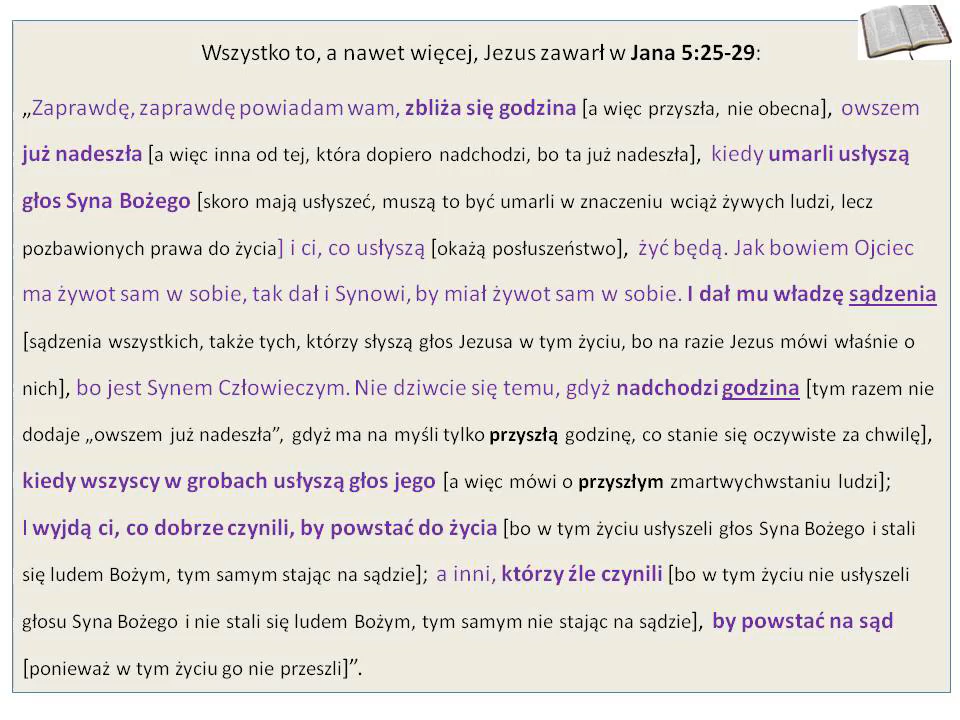 Wszystko to, a nawet więcej, Jezus zawarł w Jana 5:25-29:
„Zaprawdę, zaprawdę powiadam wam, zbliża się godzina [a więc przyszła, nie obecna], owszem
już nadeszła [a więc inna od tej, która dopiero nadchodzi, bo ta już nadeszła], kiedy umarli usłyszą
głos Syna Bożego [skoro mają usłyszeć, muszą to być umarli w znaczeniu wciąż żywych ludzi, lecz
pozbawionych prawa do życia] i ci, co usłyszą [okażą posłuszeństwo], żyć będą. Jak bowiem Ojciec
ma żywot sam w sobie, tak dał i Synowi, by miał żywot sam w sobie. I dał mu władzę sądzenia
[sądzenia wszystkich, także tych, którzy słyszą głos Jezusa w tym życiu, bo na razie Jezus mówi właśnie o
nich], bo jest Synem Człowieczym. Nie dziwcie się temu, gdyż nadchodzi godzina [tym razem nie
dodaje „owszem już nadeszła”, gdyż ma na myśli tylko przyszłą godzinę, co stanie się oczywiste za chwilę],
kiedy wszyscy w grobach usłyszą głos jego [a więc mówi o przyszłym zmartwychwstaniu ludzi];
I wyjdą ci, co dobrze czynili, by powstać do życia [bo w tym życiu usłyszeli głos Syna Bożego i stali
się ludem Bożym, tym samym stając na sądzie]; a inni, którzy źle czynili [bo w tym życiu nie usłyszeli
głosu Syna Bożego i nie stali się ludem Bożym, tym samym nie stając na sądzie], by powstać na sąd
[ponieważ w tym życiu go nie przeszli]”.